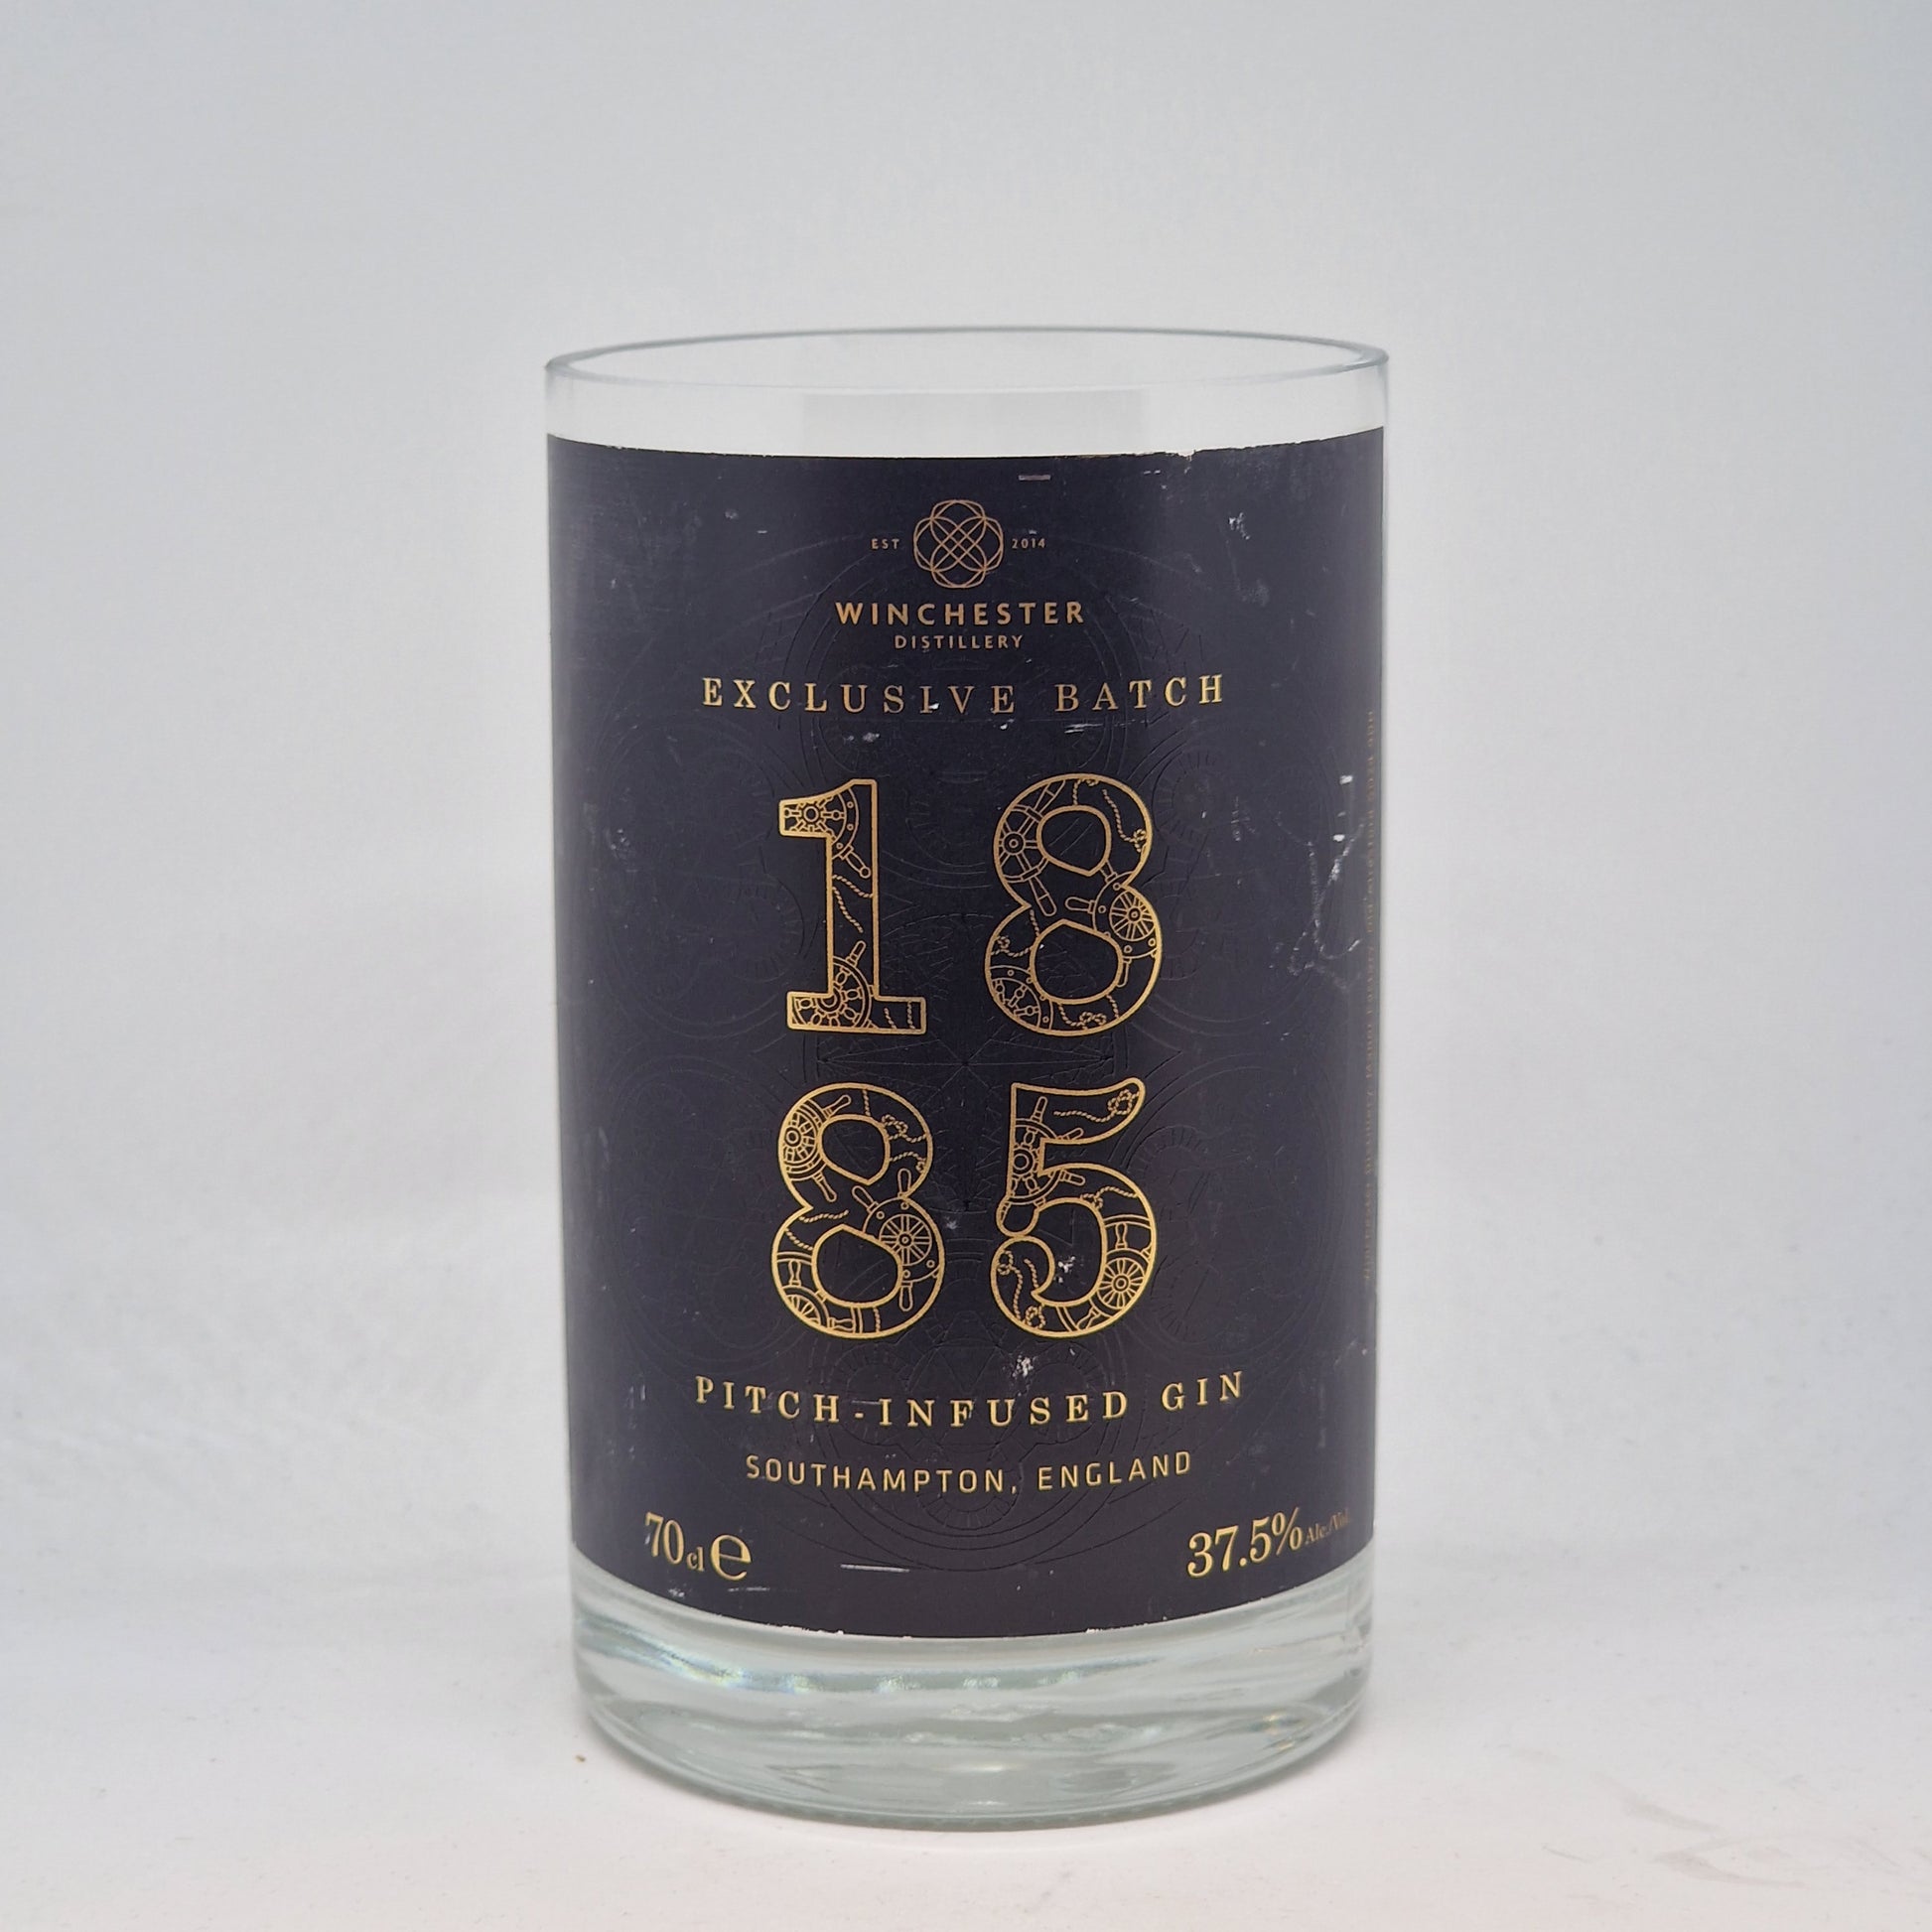 EST 2014
WINCHESTER
DISTILLERY
EXCLUSIVE BATCH
18
85
PITCH-INFUSED GIN
SOUTHAMPTON, ENGLAND
70cl e
37.5% Alc./Vol.